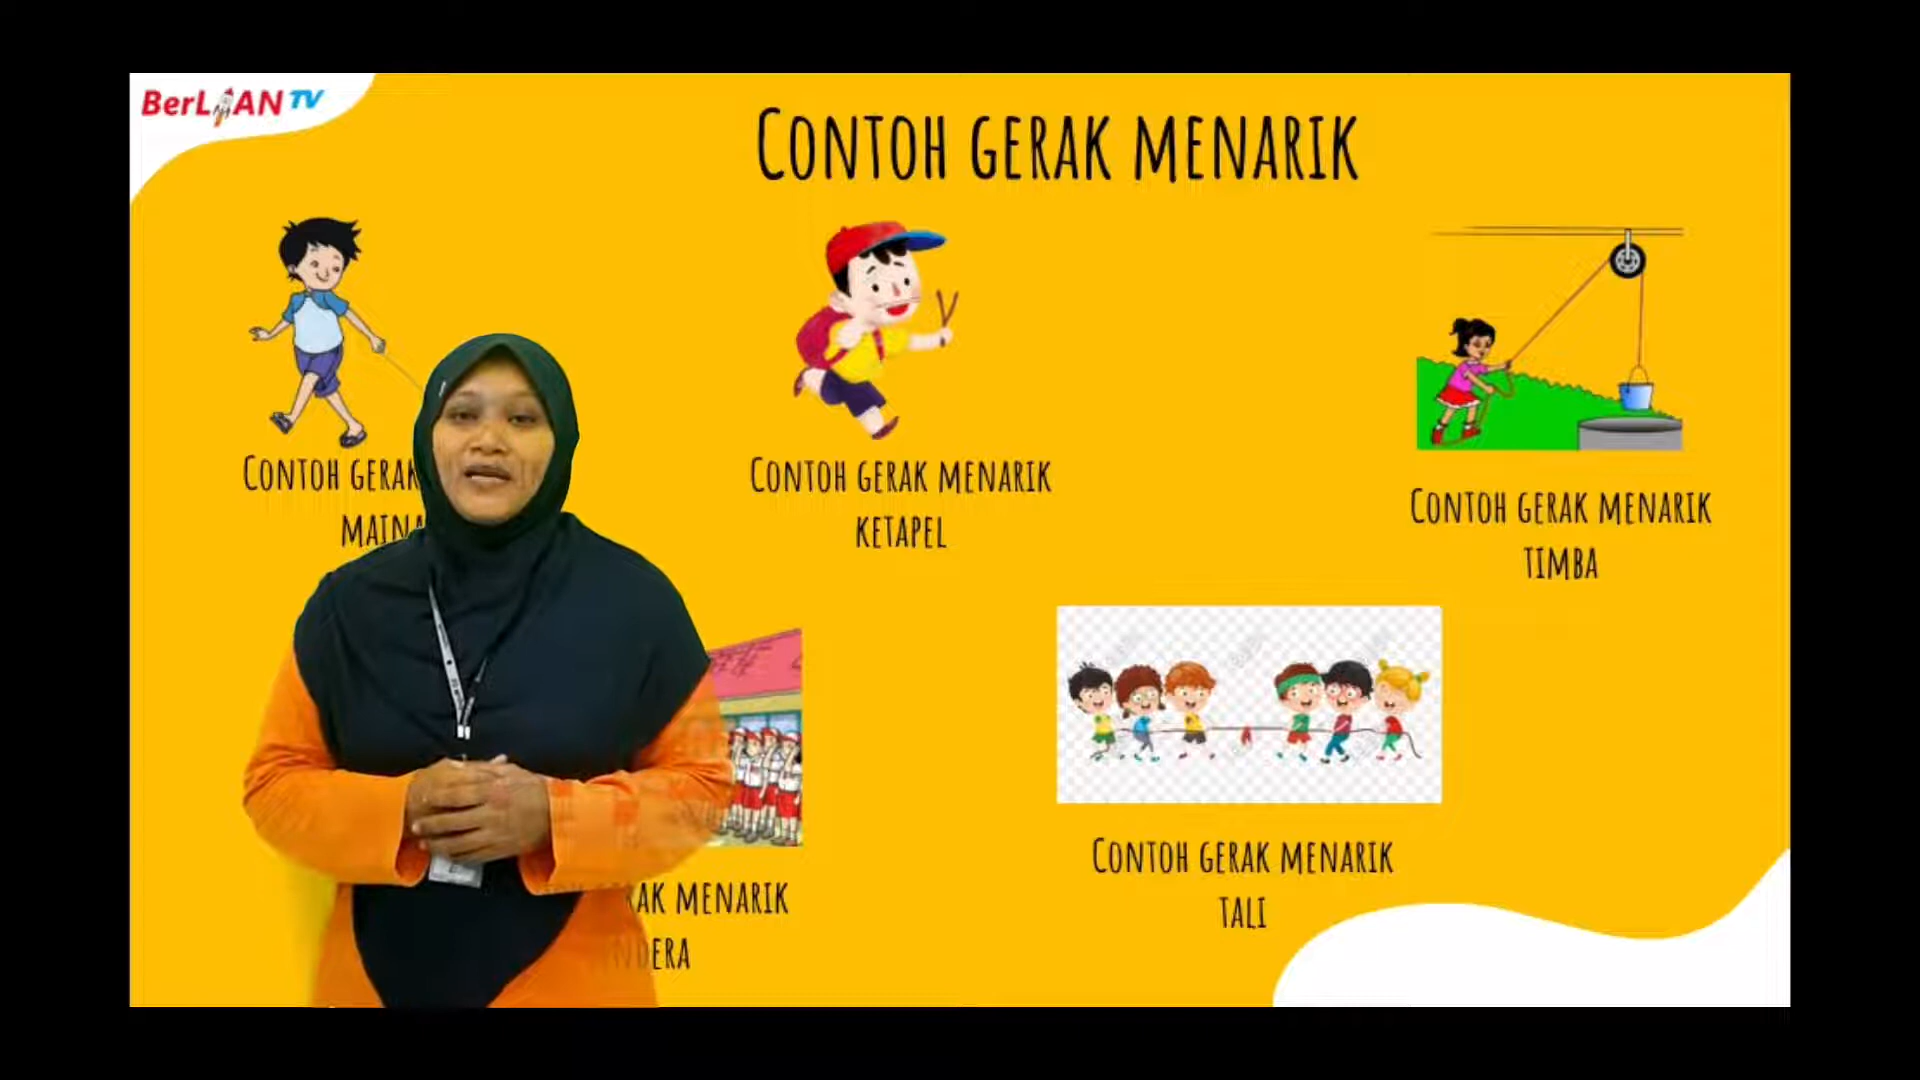 BerLIAN TV
CONTOH GERAK MENARIK
CONTOH GERAK
CONTOH GERAK MENARIK
KETAPEL
CONTOH GERAK MENARIK
TIMBA
MENARIK
CONTOH GERAK MENARIK
TALI